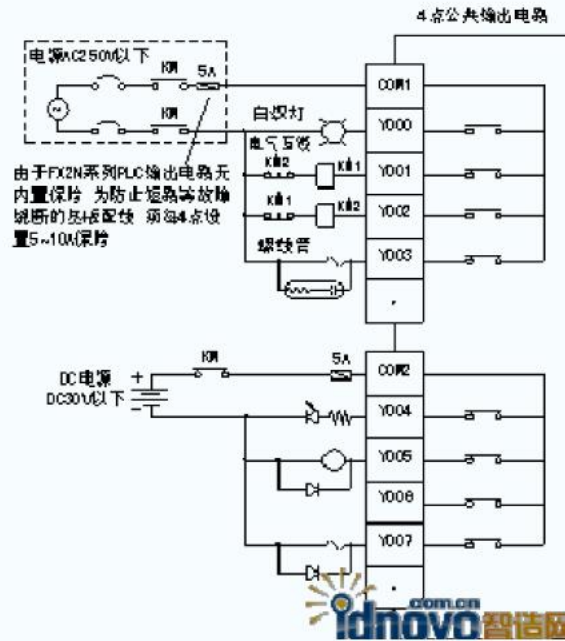 4点公共输出电路
电源AC250V以下
KM 5A
KM
COM1
白炽灯
Y000
电气互锁
KM2 KM1
Y001
KM1 KM2
Y002
由于FX2N系列PLC输出电路无
内置保险 为防止短路等故障
烧断的基板配线 须每4点设
置5~10A保险
螺线管
Y003
KM 5A
COM2
DC电源
DC30V以下
+
-
Y004
Y005
Y006
Y007
idnovo.com.cn 智造网